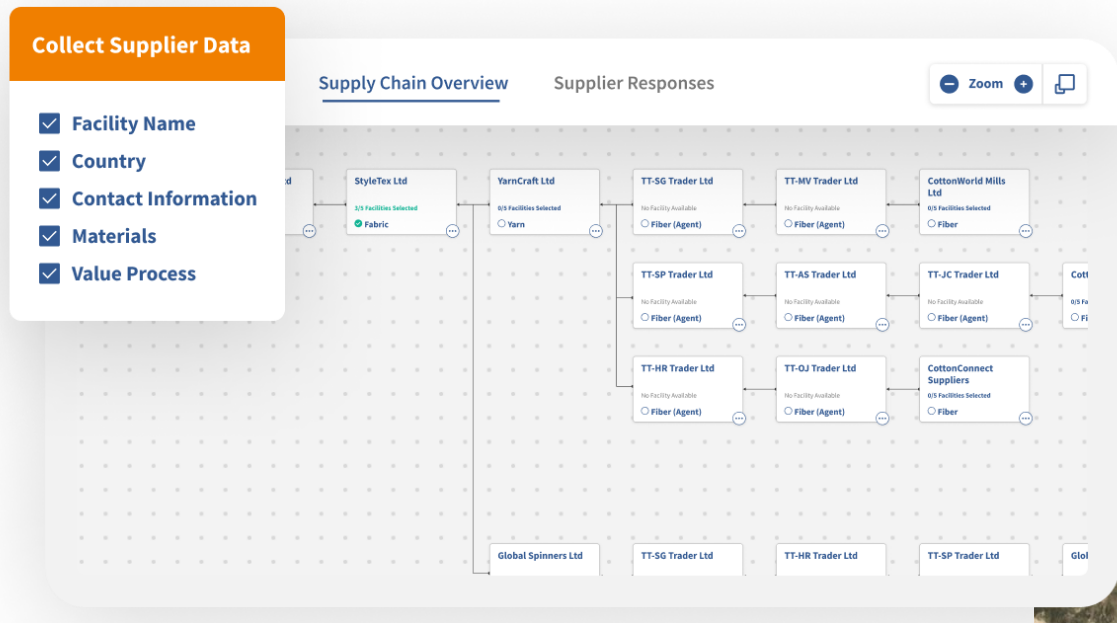 Collect Supplier Data
Facility Name
Country
Contact Information
Materials
Value Process
Supply Chain Overview
Supplier Responses
Zoom
StyleTex Ltd
3/5 Facilities Selected
Fabric
YarnCraft Ltd
0/5 Facilities Selected
Yarn
TT-SG Trader Ltd
No Facility Available
Fiber (Agent)
TT-MV Trader Ltd
No Facility Available
Fiber (Agent)
CottonWorld Mills
Ltd
0/5 Facilities Selected
Fiber
TT-SP Trader Ltd
No Facility Available
Fiber (Agent)
TT-AS Trader Ltd
No Facility Available
Fiber (Agent)
TT-JC Trader Ltd
No Facility Available
Fiber (Agent)
TT-HR Trader Ltd
No Facility Available
Fiber (Agent)
TT-OJ Trader Ltd
No Facility Available
Fiber (Agent)
CottonConnect
Suppliers
0/5 Facilities Selected
Fiber
Global Spinners Ltd
TT-SG Trader Ltd
TT-HR Trader Ltd
TT-SP Trader Ltd